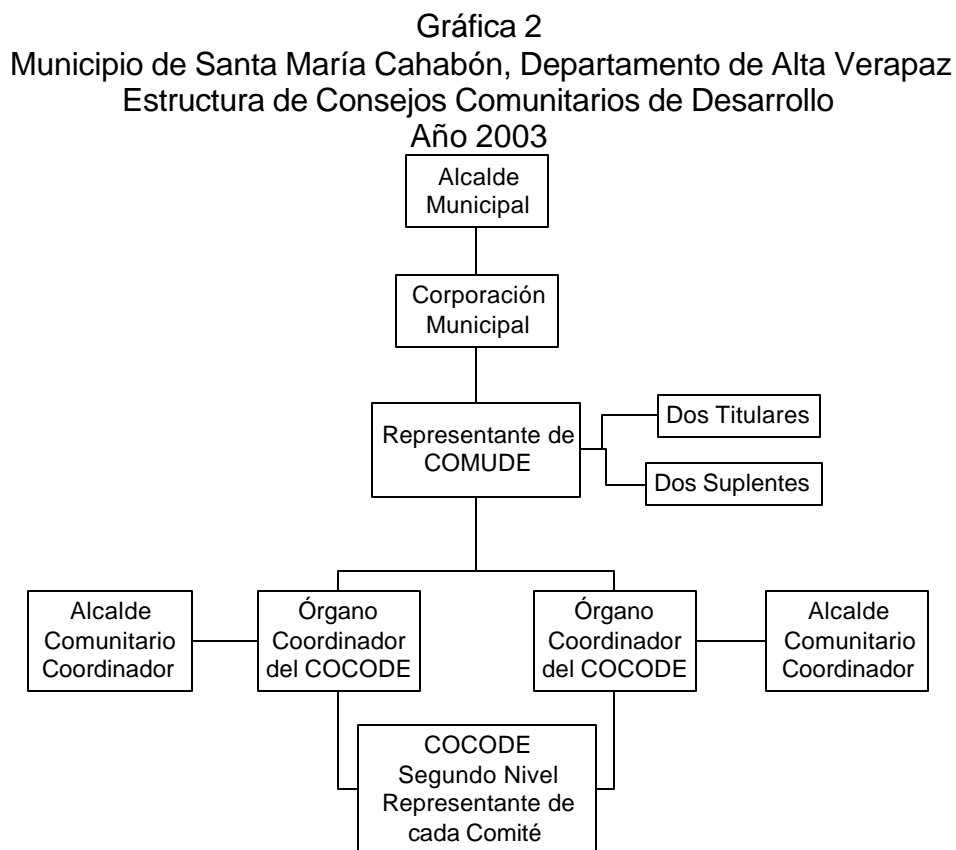 Gráfica 2
Municipio de Santa María Cahabón, Departamento de Alta Verapaz
Estructura de Consejos Comunitarios de Desarrollo
Año 2003
Alcalde
Municipal
Corporación
Municipal
Representante de
COMUDE
Dos Titulares
Dos Suplentes
Alcalde
Comunitario
Coordinador
Órgano
Coordinador
del COCODE
Órgano
Coordinador
del COCODE
Alcalde
Comunitario
Coordinador
COCODE
Segundo Nivel
Representante de
cada Comité